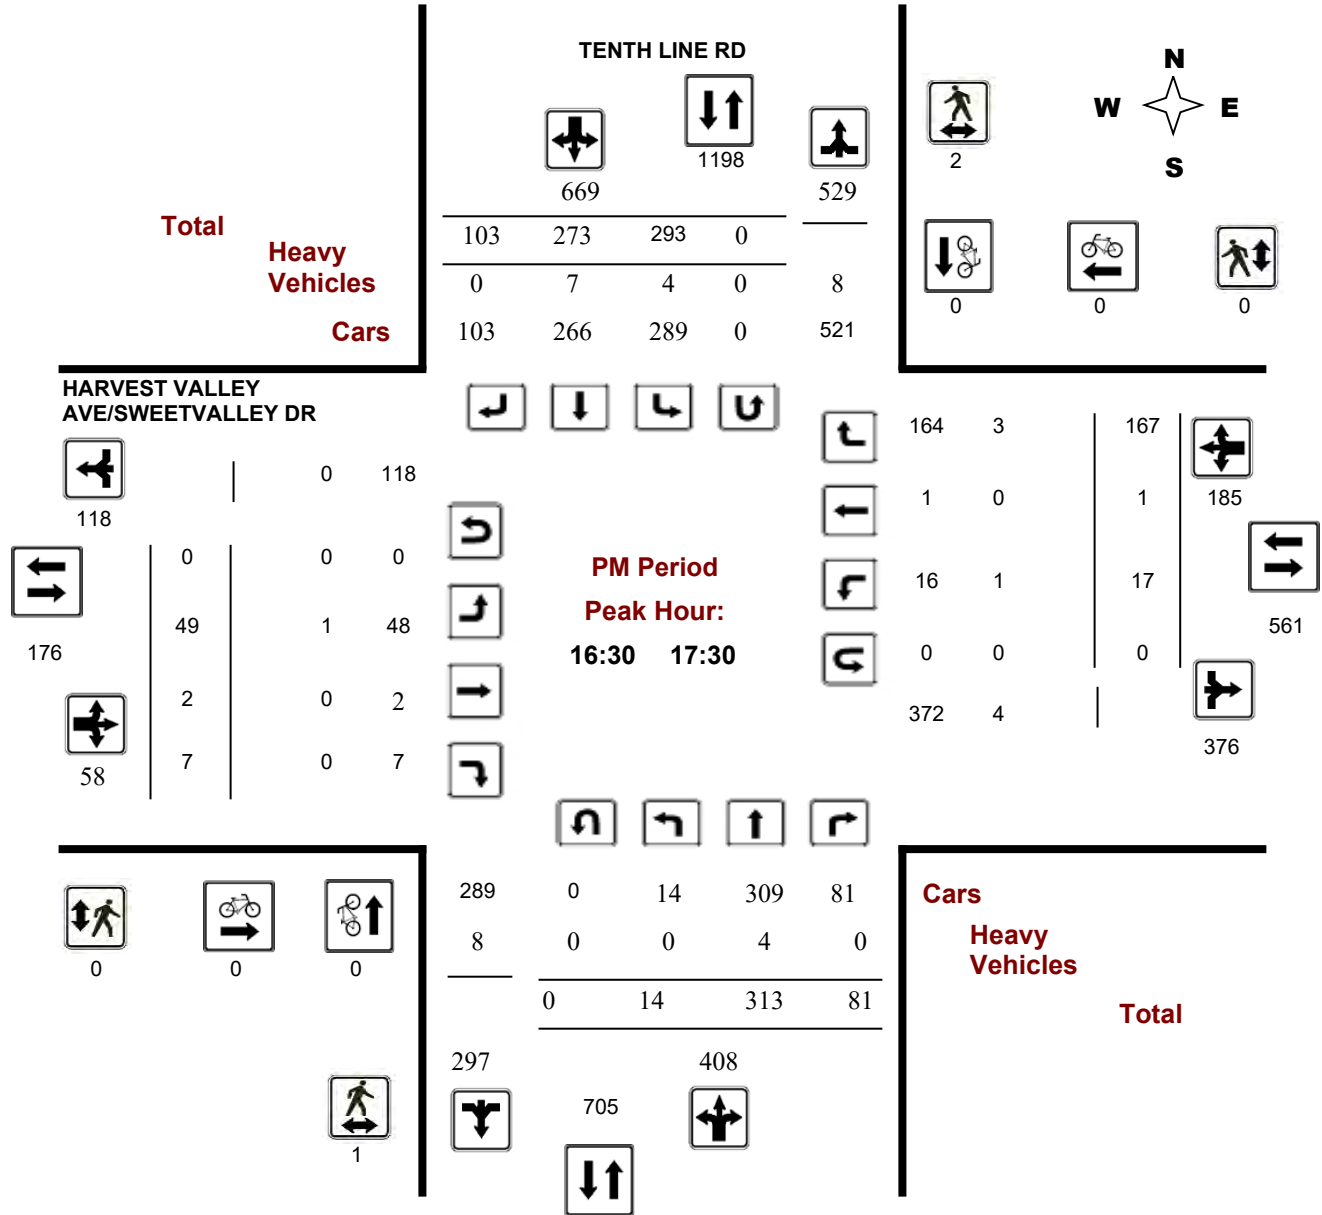 TENTH LINE RD
N
W E
S
1198
2
669
529
Total
103 273 293 0
Heavy
Vehicles
0 7 4 0 8
0 0 0
Cars
103 266 289 0 521
HARVEST VALLEY
AVE/SWEETVALLEY DR
164 3 167
0 118
118
1 0 1 185
0 0 0
PM Period
16 1 17
Peak Hour:
49 1 48
561
176
16:30 17:30
0 0 0
2 0 2
372 4
376
7 0 7
58
289 0 14 309 81
Cars
8 0 0 4 0
Heavy
Vehicles
0 0 0
0 14 313 81
Total
297 408
705
1